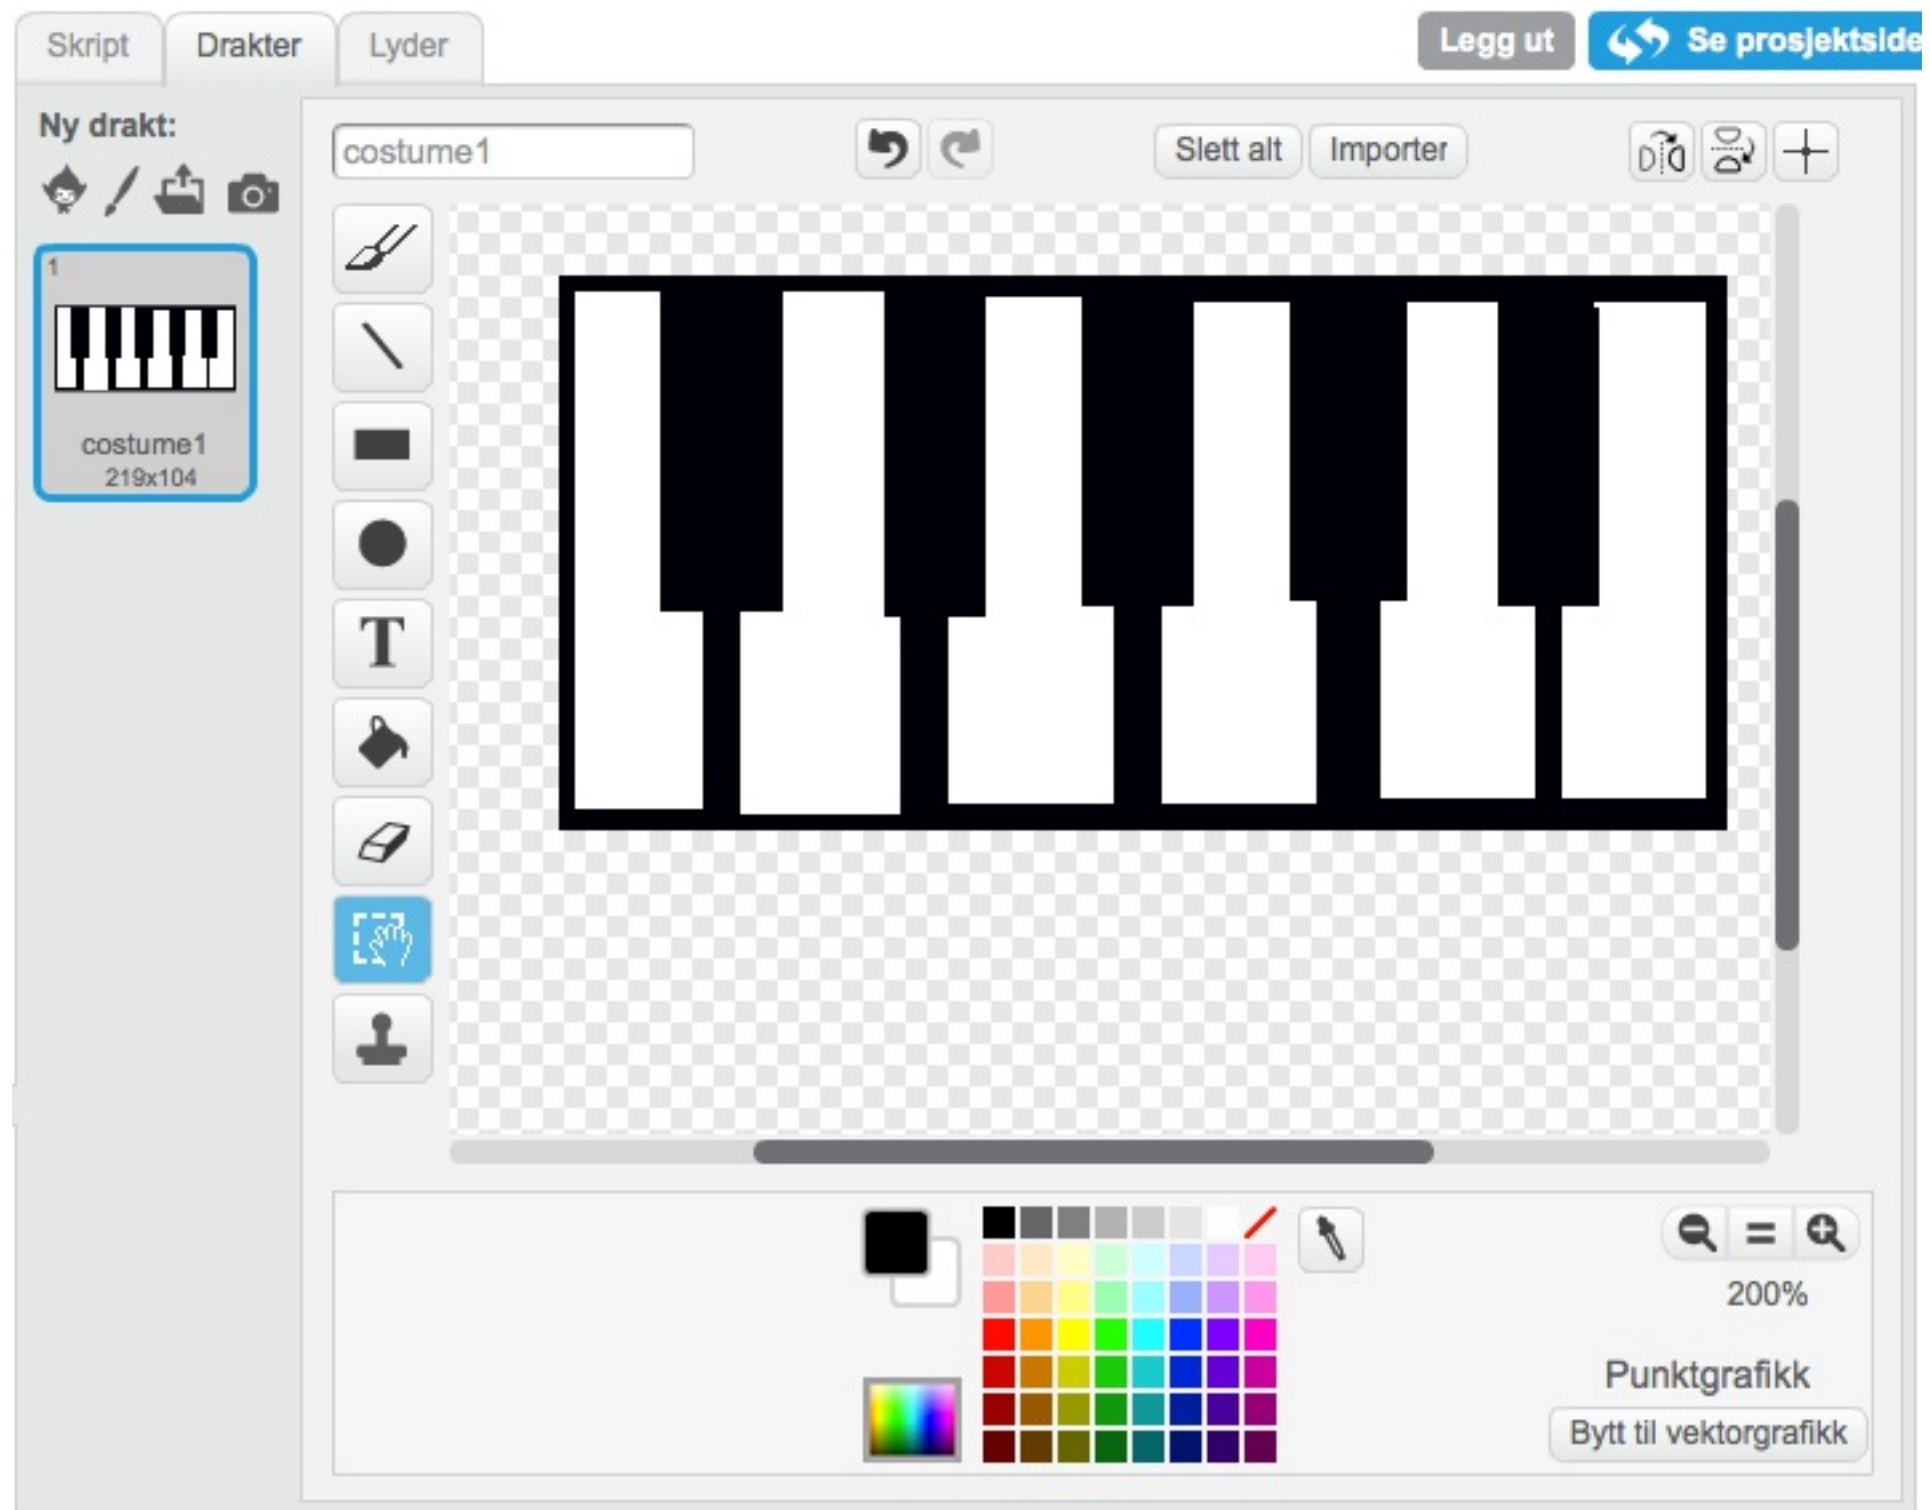 Skript Drakter Lyder Legg ut Se prosjektside
Ny drakt:
costume1 Slett alt Importer
1
costume1
219x104
T
200%
Punktgrafikk
Bytt til vektorgrafikk